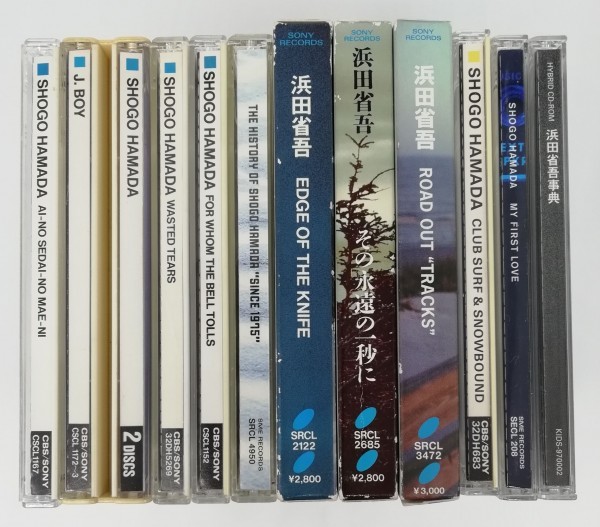 SHOGO HAMADA AI-NO SEDAI-NO MAE-NI
CBS/SONY
CSCL1167
J. BOY
CBS/SONY
CSCL 1172~3
SHOGO HAMADA
2 DISCS
SHOGO HAMADA WASTED TEARS
CBS/SONY
32DH5280
SHOGO HAMADA FOR WHOM THE BELL TOLLS
CBS/SONY
CSCL1152
THE HISTORY OF SHOGO HAMADA "SINCE 1975"
SME RECORDS
SRCL 4950
SONY
RECORDS
浜田省吾 EDGE OF THE KNIFE
SRCL
2122
¥2,800
SONY
RECORDS
浜田省吾 その永遠の一秒に
SRCL
2685
¥2,800
SONY
RECORDS
浜田省吾 ROAD OUT "TRACKS"
SRCL
3472
¥3,000
SHOGO HAMADA CLUB SURF & SNOWBOUND
CBS/SONY
32DH683
SHOGO HAMADA MY FIRST LOVE
SME RECORDS
SECL 208
HYBRID CD-ROM 浜田省吾事典
KIDS-970002